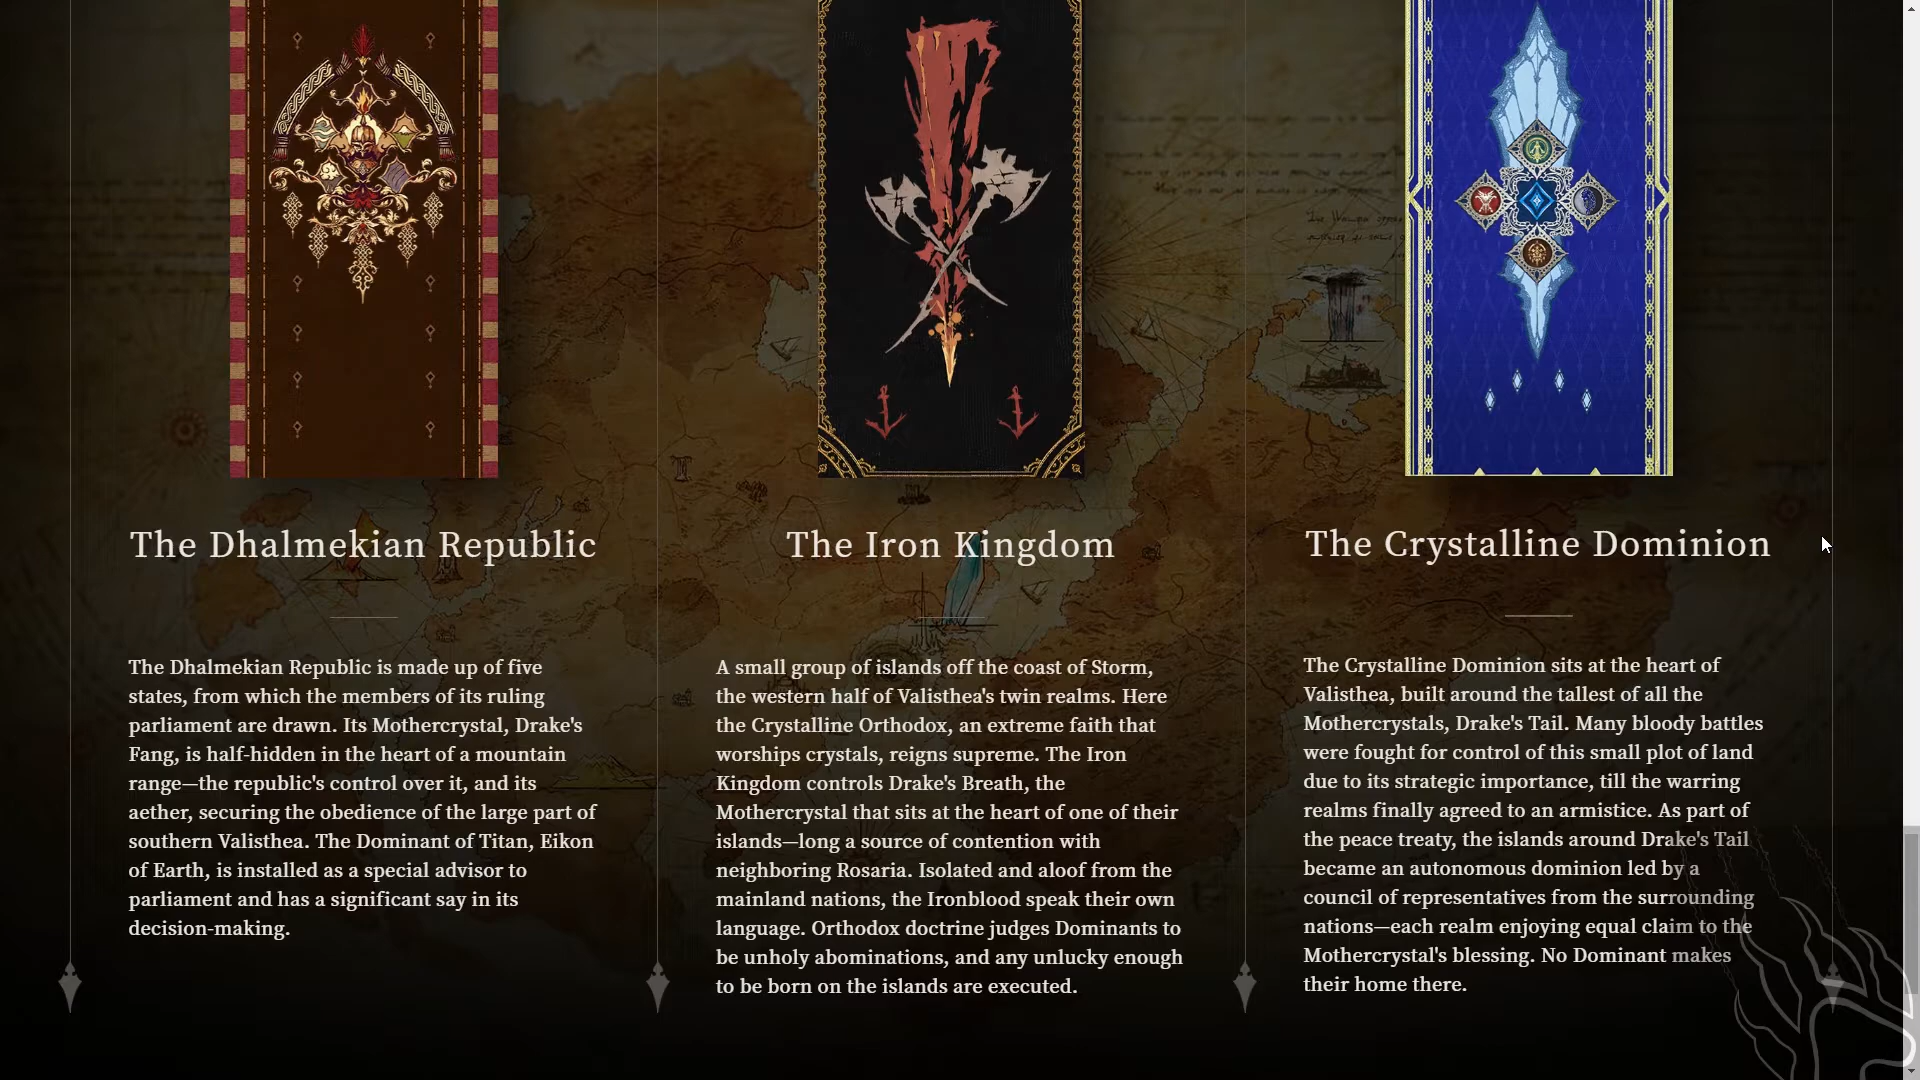 The Dhalmekian Republic
The Dhalmekian Republic is made up of five
states, from which the members of its ruling
parliament are drawn. Its Mothercrystal, Drake's
Fang, is half-hidden in the heart of a mountain
range—the republic's control over it, and its
aether, securing the obedience of the large part of
southern Valisthea. The Dominant of Titan, Eikon
of Earth, is installed as a special advisor to
parliament and has a significant say in its
decision-making.
The Iron Kingdom
A small group of islands off the coast of Storm,
the western half of Valisthea's twin realms. Here
the Crystalline Orthodox, an extreme faith that
worships crystals, reigns supreme. The Iron
Kingdom controls Drake's Breath, the
Mothercrystal that sits at the heart of one of their
islands—long a source of contention with
neighboring Rosaria. Isolated and aloof from the
mainland nations, the Ironblood speak their own
language. Orthodox doctrine judges Dominants to
be unholy abominations, and any unlucky enough
to be born on the islands are executed.
The Crystalline Dominion
The Crystalline Dominion sits at the heart of
Valisthea, built around the tallest of all the
Mothercrystals, Drake's Tail. Many bloody battles
were fought for control of this small plot of land
due to its strategic importance, till the warring
realms finally agreed to an armistice. As part of
the peace treaty, the islands around Drake's Tail
became an autonomous dominion led by a
council of representatives from the surrounding
nations—each realm enjoying equal claim to the
Mothercrystal's blessing. No Dominant makes
their home there.